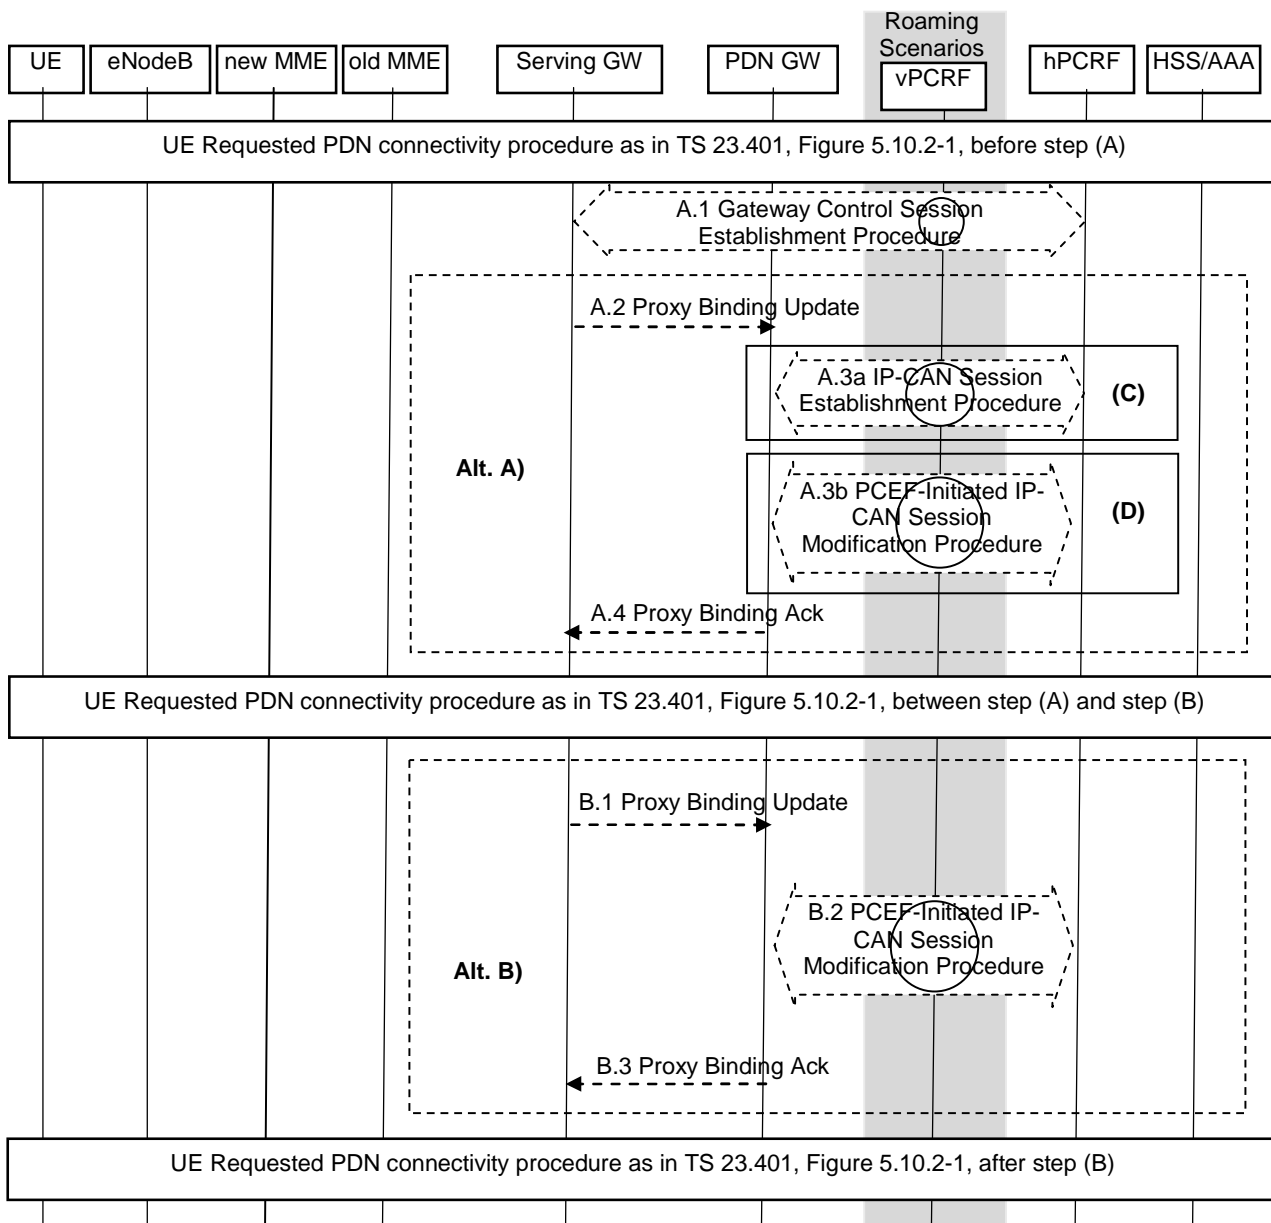 Roaming
Scenarios
UE
eNodeB
new MME
old MME
Serving GW
PDN GW
vPCRF
hPCRF
HSS/AAA
UE Requested PDN connectivity procedure as in TS 23.401, Figure 5.10.2-1, before step (A)
A.1 Gateway Control Session
Establishment Procedure
A.2 Proxy Binding Update
A.3a IP-CAN Session
Establishment Procedure
(C)
Alt. A)
A.3b PCEF-Initiated IP-
CAN Session
Modification Procedure
(D)
A.4 Proxy Binding Ack
UE Requested PDN connectivity procedure as in TS 23.401, Figure 5.10.2-1, between step (A) and step (B)
B.1 Proxy Binding Update
B.2 PCEF-Initiated IP-
CAN Session
Modification Procedure
Alt. B)
B.3 Proxy Binding Ack
UE Requested PDN connectivity procedure as in TS 23.401, Figure 5.10.2-1, after step (B)